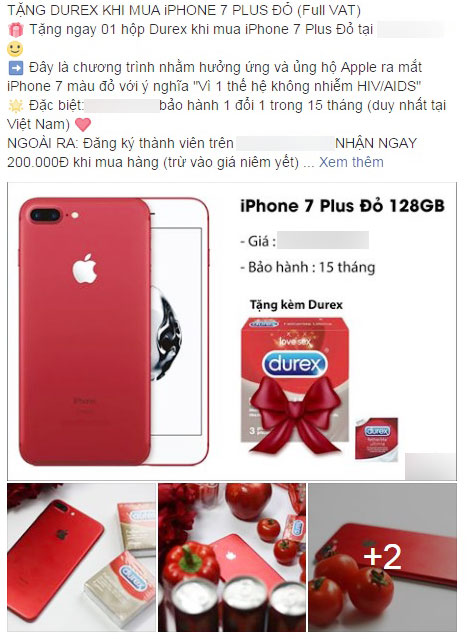 TẶNG DUREX KHI MUA iPHONE 7 PLUS ĐỎ (Full VAT)
Tặng ngay 01 hộp Durex khi mua iPhone 7 Plus Đỏ tại
Đây là chương trình nhằm hưởng ứng và ủng hộ Apple ra mắt
iPhone 7 màu đỏ với ý nghĩa "Vì 1 thế hệ không nhiễm HIV/AIDS"
Đặc biệt: bảo hành 1 đổi 1 trong 15 tháng (duy nhất tại
Việt Nam)
NGOÀI RA: Đăng ký thành viên trên NHẬN NGAY
200.000Đ khi mua hàng (trừ vào giá niêm yết) ... Xem thêm
iPhone 7 Plus Đỏ 128GB
- Giá :
- Bảo hành : 15 tháng
Tặng kèm Durex
durex
love sex
durex
3
durex
iPhone
+2